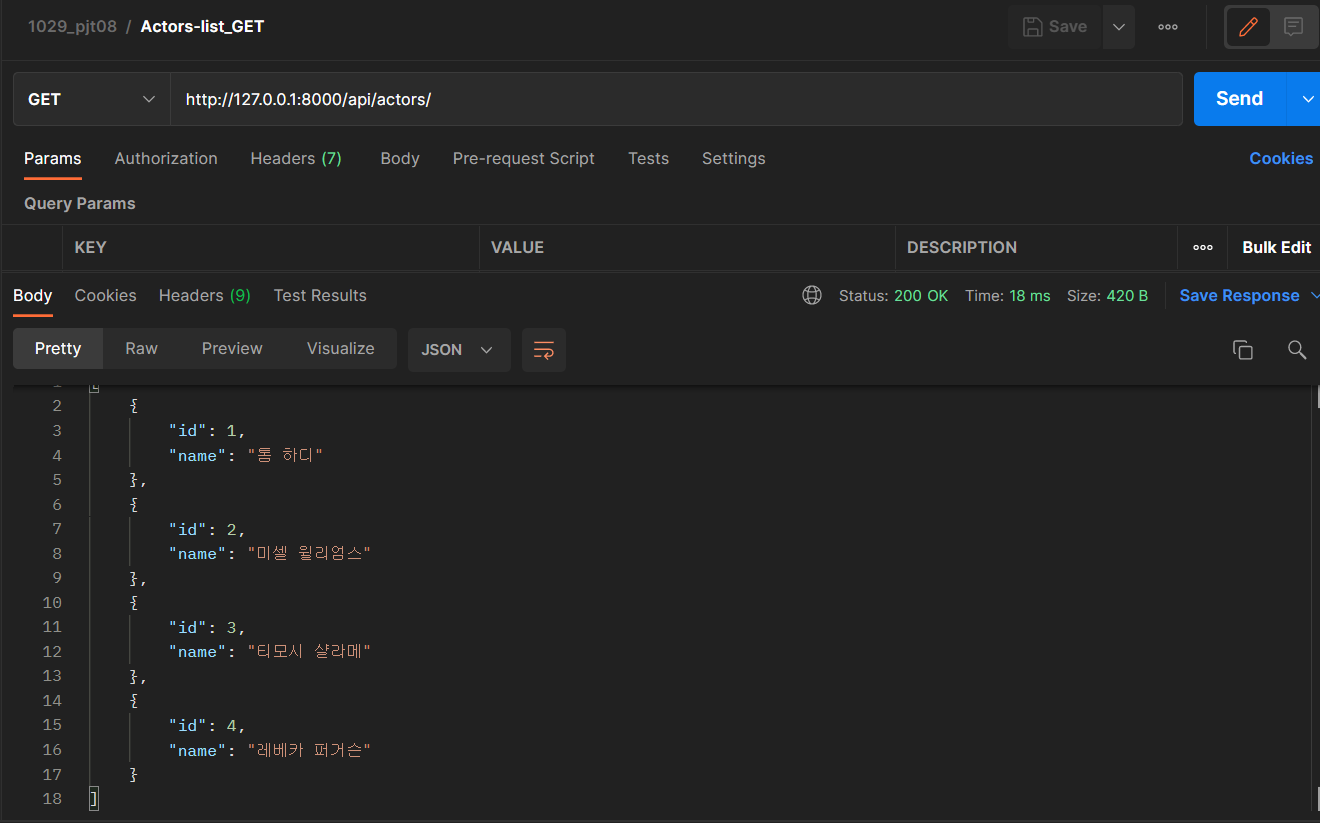 1029_pjt08 / Actors-list_GET
Save
GET http://127.0.0.1:8000/api/actors/ Send
Params Authorization Headers (7) Body Pre-request Script Tests Settings Cookies
Query Params
KEY VALUE DESCRIPTION Bulk Edit
Body Cookies Headers (9) Test Results Status: 200 OK Time: 18 ms Size: 420 B Save Response
Pretty Raw Preview Visualize JSON
2 {
3 "id": 1,
4 "name": "톰 하디"
5 },
6 {
7 "id": 2,
8 "name": "미셸 윌리엄스"
9 },
10 {
11 "id": 3,
12 "name": "티모시 샬라메"
13 },
14 {
15 "id": 4,
16 "name": "레베카 퍼거슨"
17 }
18 ]